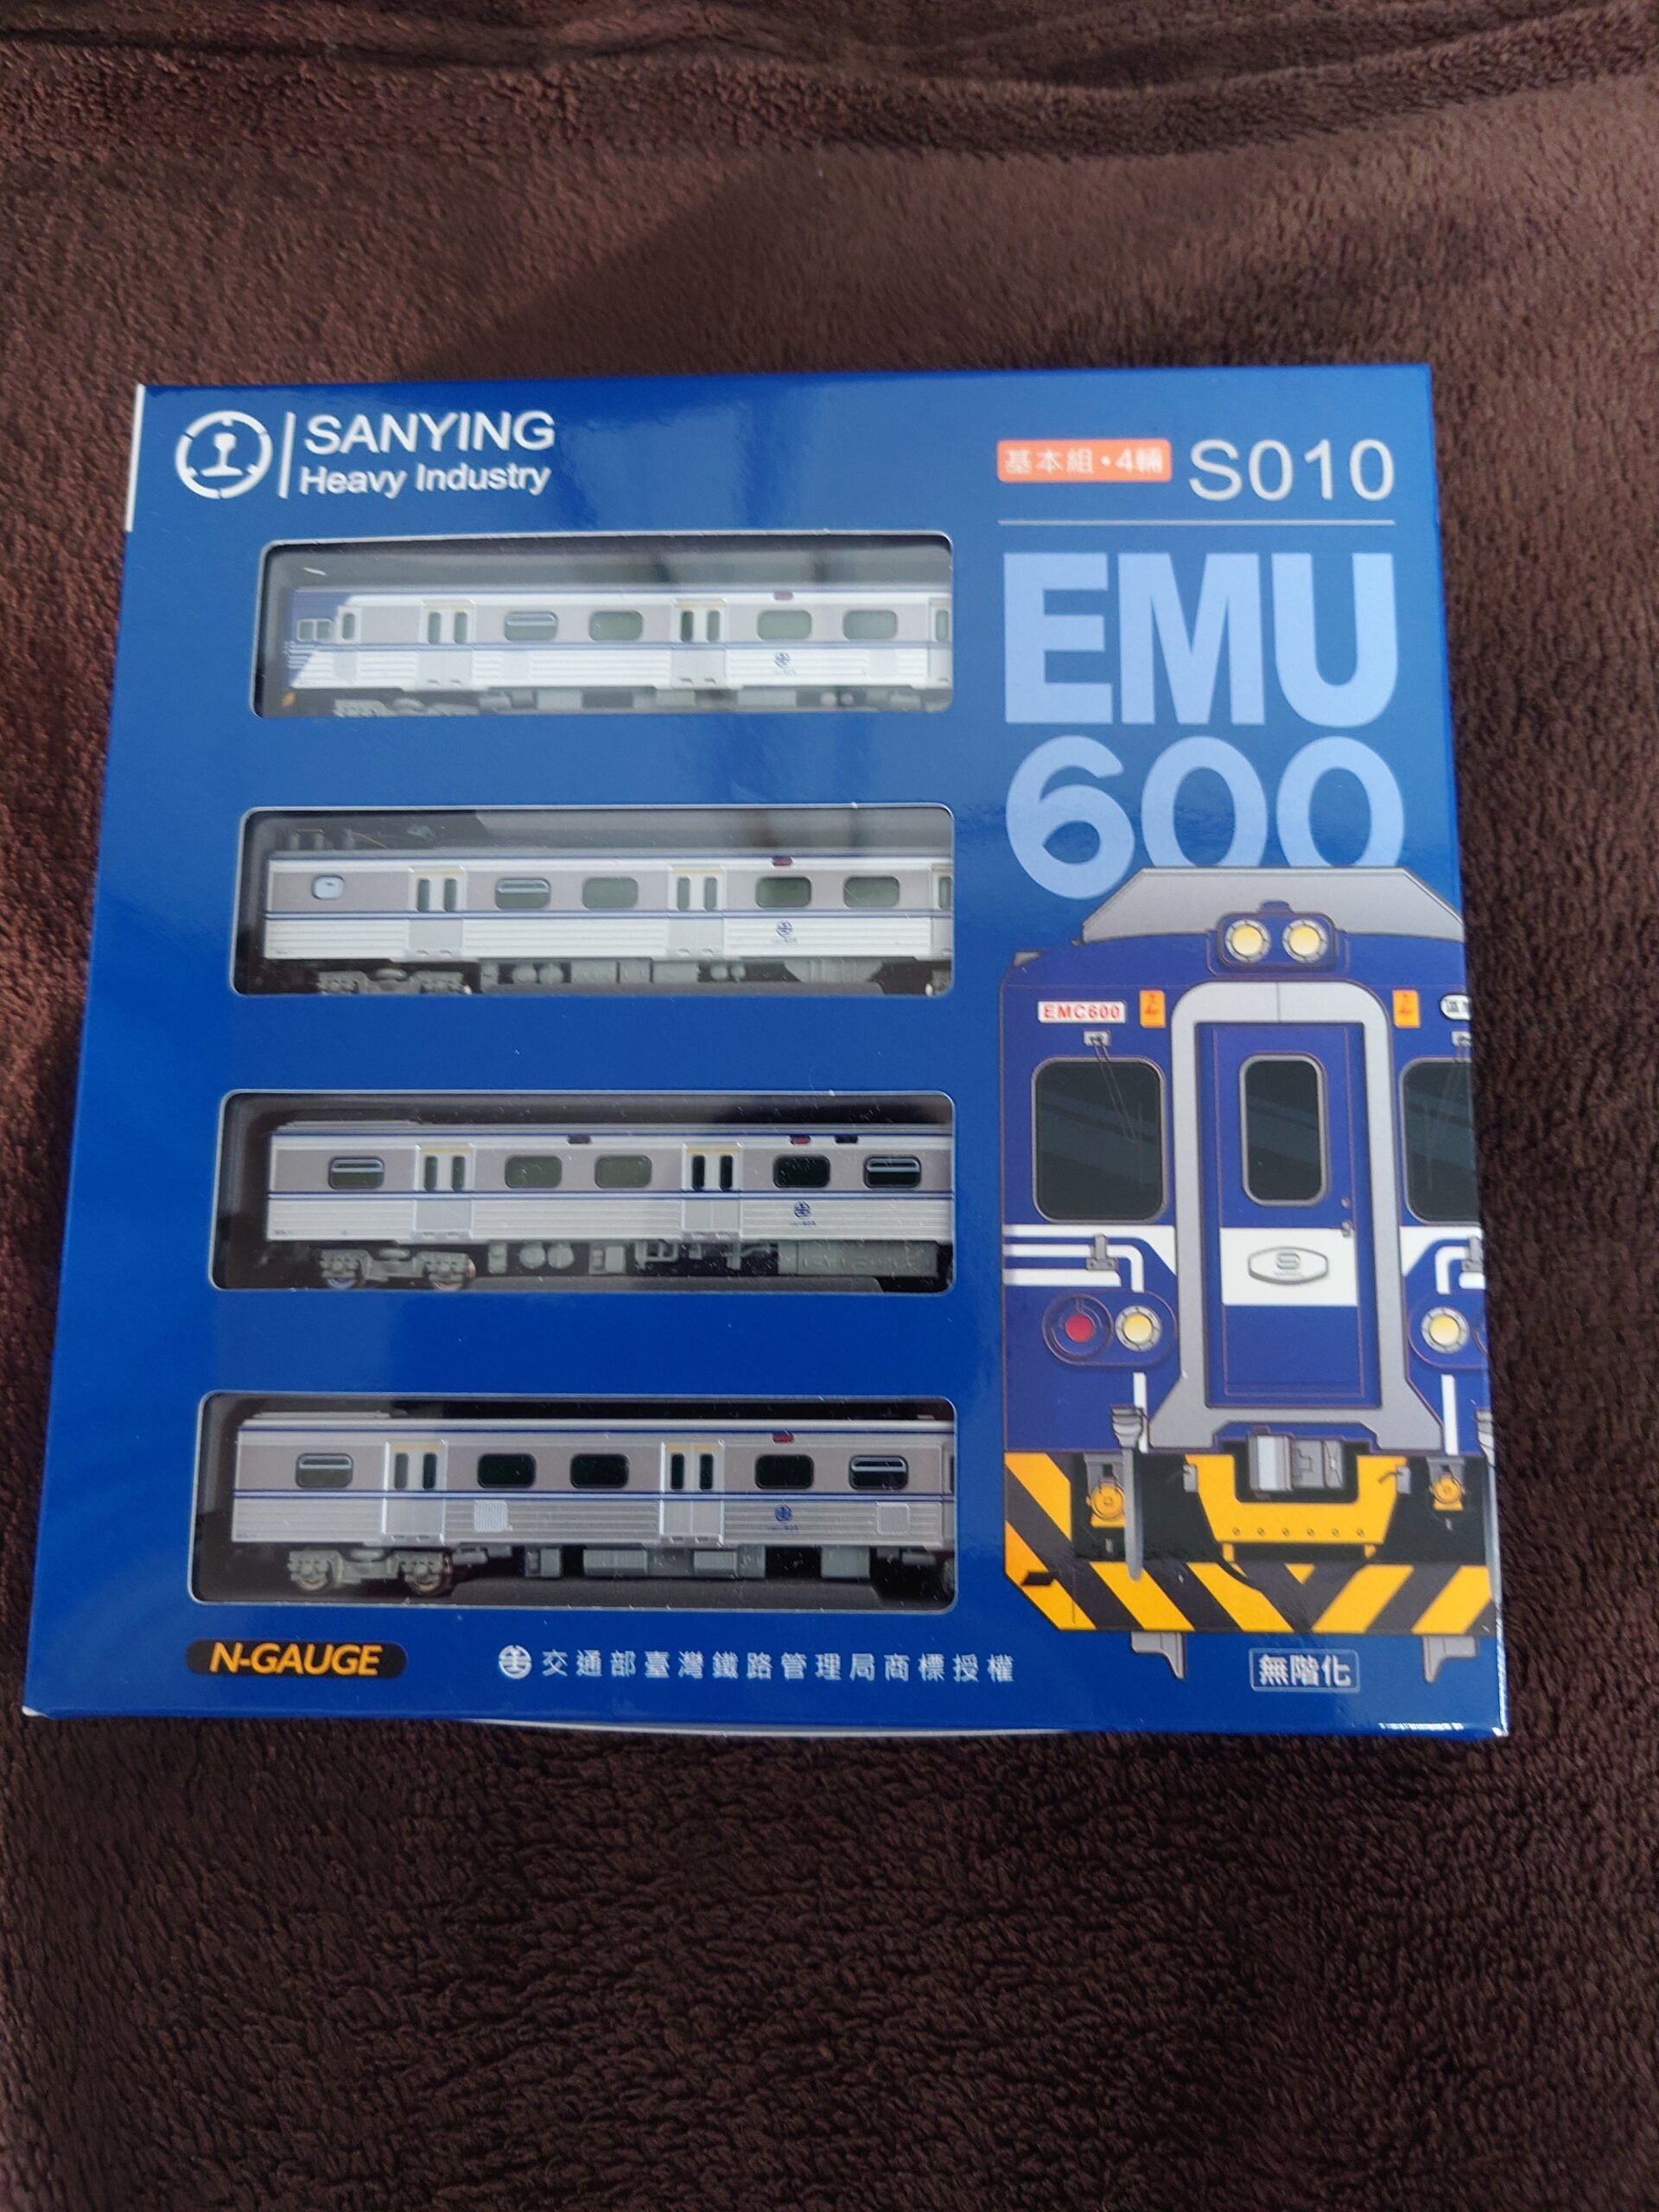 SANYING
Heavy Industry
基本組•4輛 S010
EMU
600
EMC600
N-GAUGE
交通部臺灣鐵路管理局商標授權
無階化